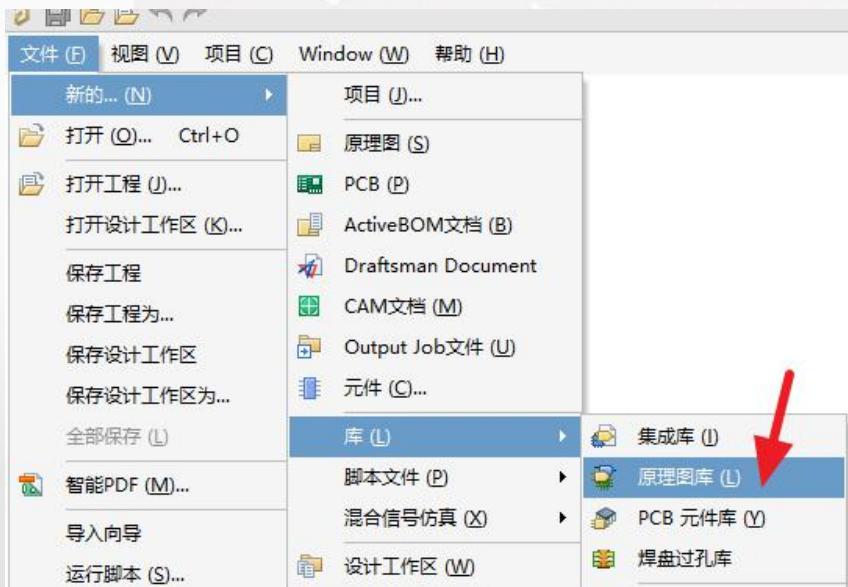 文件 (F) 视图 (V) 项目 (C) Window (W) 帮助 (H)
新的... (N)
打开 (O)... Ctrl+O
打开工程 (J)...
打开设计工作区 (K)...
保存工程
保存工程为...
保存设计工作区
保存设计工作区为...
全部保存 (L)
智能PDF (M)...
导入向导
运行脚本 (S)...
项目 (J)...
原理图 (S)
PCB (P)
ActiveBOM文档 (B)
Draftsman Document
CAM文档 (M)
Output Job文件 (U)
元件 (C)...
库 (L)
脚本文件 (P)
混合信号仿真 (X)
设计工作区 (W)
集成库 (I)
原理图库 (L)
PCB 元件库 (Y)
焊盘过孔库